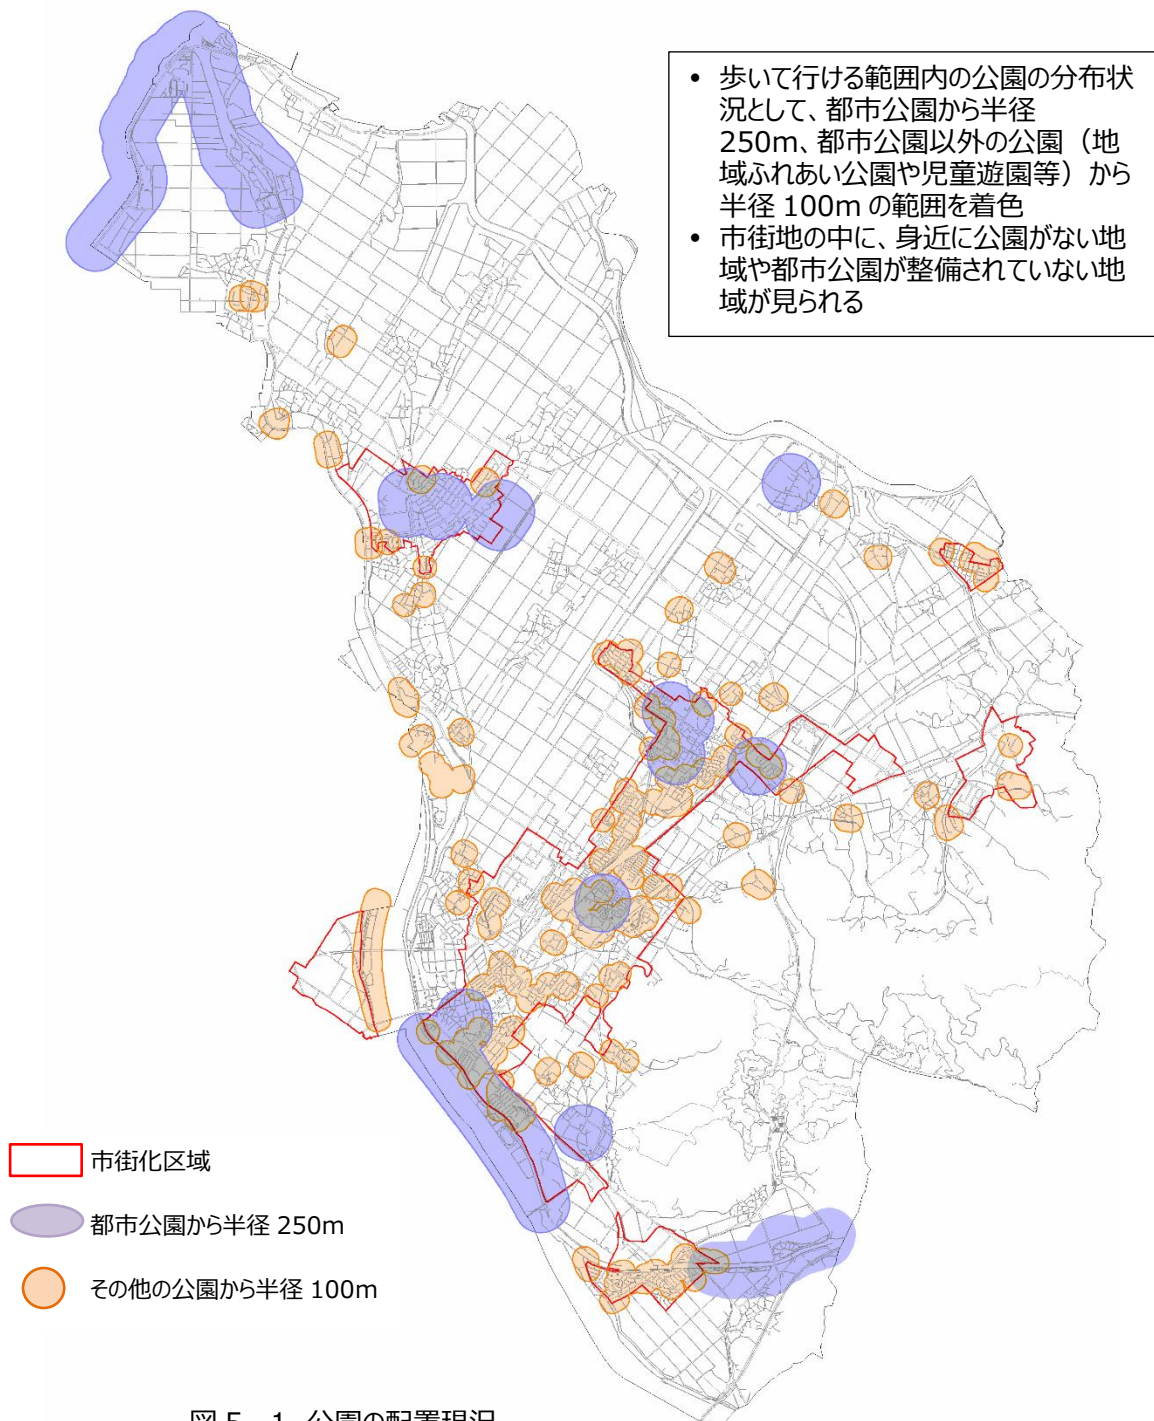 • 歩いて行ける範囲内の公園の分布状
況として、都市公園から半径
250m、都市公園以外の公園（地
域ふれあい公園や児童遊園等）から
半径 100m の範囲を着色
• 市街地の中に、身近に公園がない地
域や都市公園が整備されていない地
域が見られる
市街化区域
都市公園から半径 250m
その他の公園から半径 100m
図 5－1 公園の配置現況